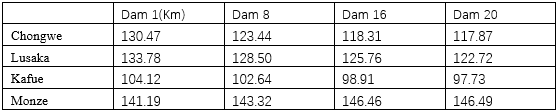 Dam 1(Km) Dam 8 Dam 16 Dam 20
Chongwe 130.47 123.44 118.31 117.87
Lusaka 133.78 128.50 125.76 122.72
Kafue 104.12 102.64 98.91 97.73
Monze 141.19 143.32 146.46 146.49